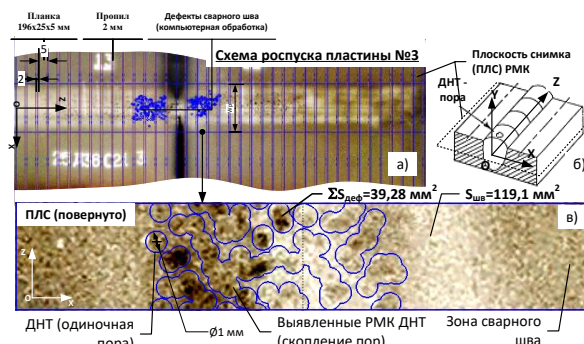 Планка
196х25х5 мм
Пропил
2 мм
Дефекты сварного шва
(компьютерная обработка)
Схема роспуска пластины №3
Плоскость снимка
(ПЛС) РМК
ДНТ -
пора
5
2
z
o
x
Y
Z
X
O
а)
б)
ΣSдеф=39,28 мм²
Sшв=119,1 мм²
ПЛС (повернуто)
в)
z
o
x
ДНТ (одиночная
пора)
Ø1 мм
Выявленные РМК ДНТ
(скопление пор)
Зона сварного
шва